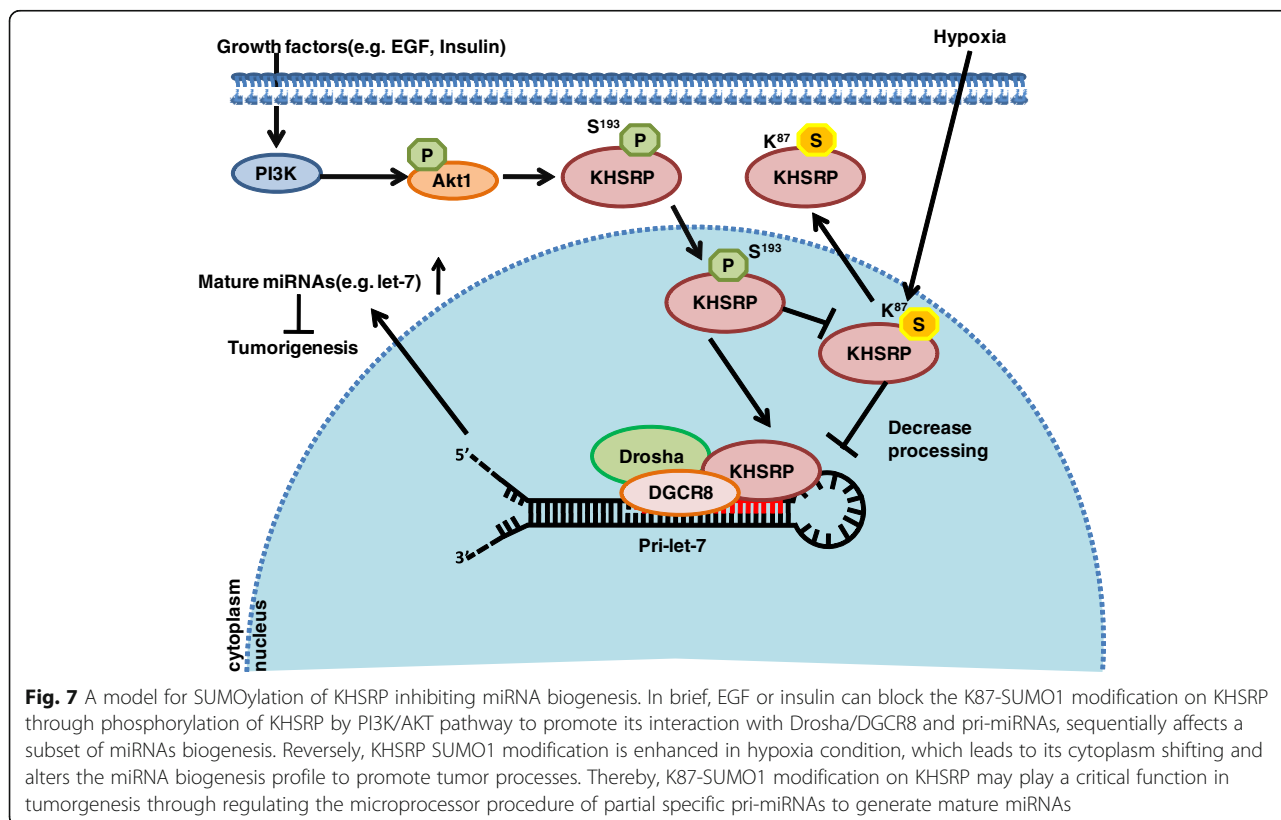 Growth factors(e.g. EGF, Insulin)
Hypoxia
S193
P
K87
S
PI3K
P
Akt1
KHSRP
KHSRP
P
S193
KHSRP
K87
S
KHSRP
Mature miRNAs(e.g. let-7)
Tumorigenesis
Decrease
processing
5’
Drosha
KHSRP
DGCR8
3’
Pri-let-7
cytoplasm
nucleus
Fig. 7 A model for SUMOylation of KHSRP inhibiting miRNA biogenesis. In brief, EGF or insulin can block the K87-SUMO1 modification on KHSRP
through phosphorylation of KHSRP by PI3K/AKT pathway to promote its interaction with Drosha/DGCR8 and pri-miRNAs, sequentially affects a
subset of miRNAs biogenesis. Reversely, KHSRP SUMO1 modification is enhanced in hypoxia condition, which leads to its cytoplasm shifting and
alters the miRNA biogenesis profile to promote tumor processes. Thereby, K87-SUMO1 modification on KHSRP may play a critical function in
tumorgenesis through regulating the microprocessor procedure of partial specific pri-miRNAs to generate mature miRNAs